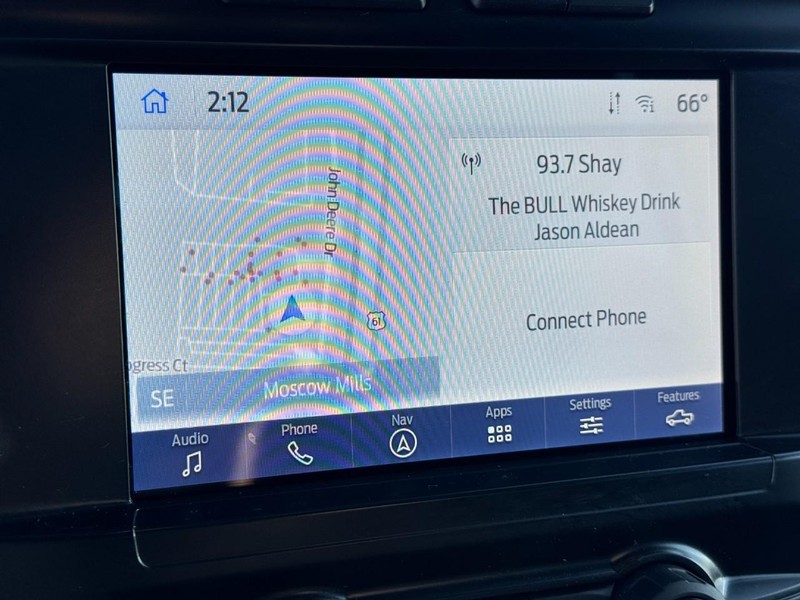 2:12
66°
John Deere Dr
61
ogress Ct
SE
Moscow Mills
93.7 Shay
The BULL Whiskey Drink
Jason Aldean
Connect Phone
Audio
Phone
Nav
Apps
Settings
Features